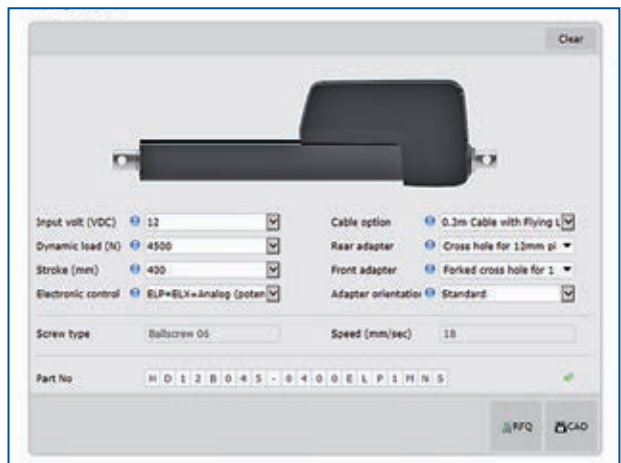 Clear
Input volt (VDC) 12 Cable option 0.3m Cable with Flying L
Dynamic load (N) 4500 Rear adapter Cross hole for 12mm pi
Stroke (mm) 400 Front adapter Forked cross hole for 1
Electronic control ELP+ELX=Analog (poten Adapter orientatio Standard
Screw type Ballscrew 06 Speed (mm/sec) 18
Part No H D 1 2 B 0 4 5 - 0 4 0 0 E L P 1 M N S
RFQ CAD